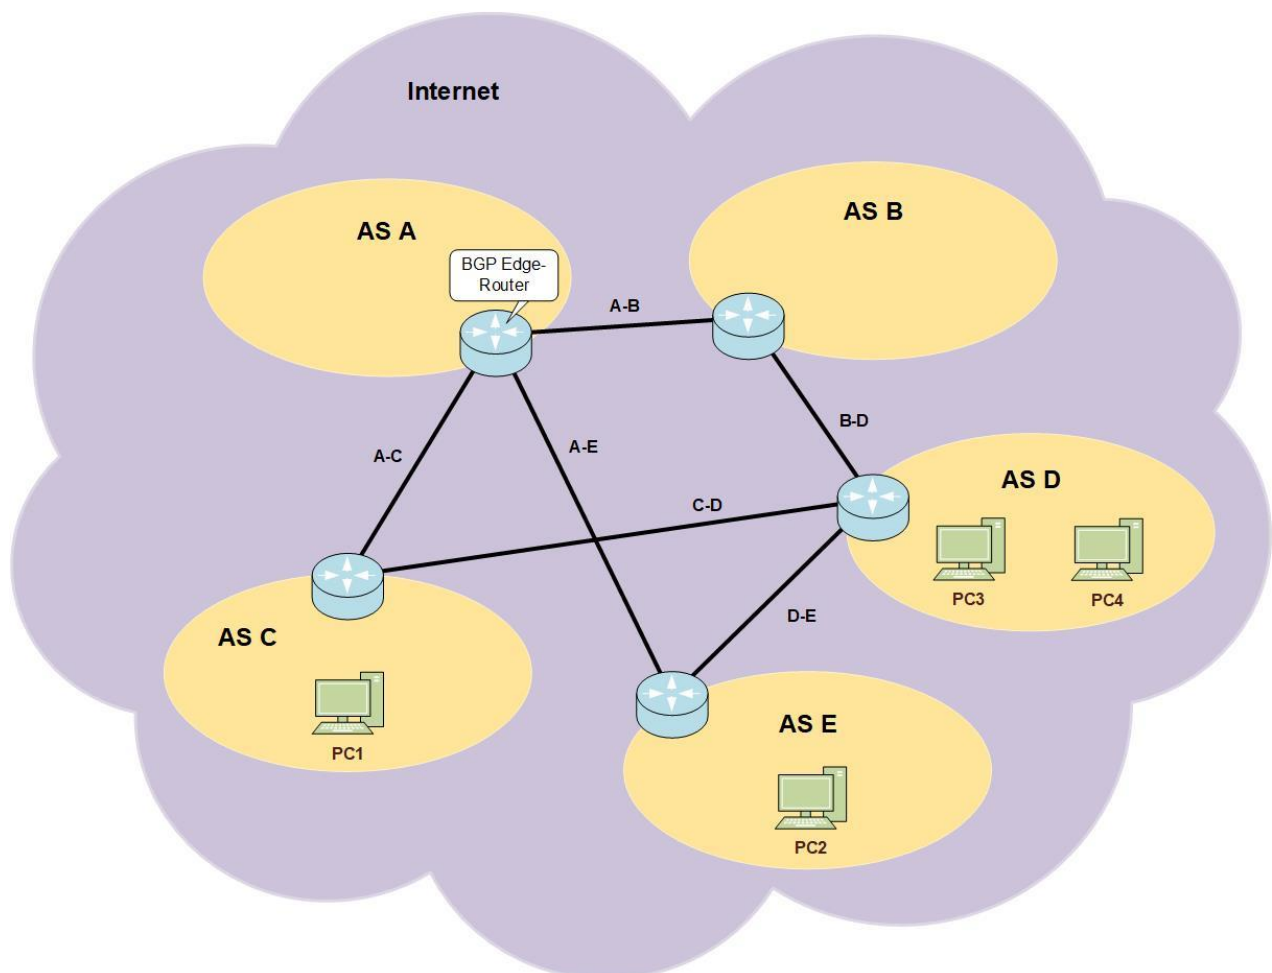 Internet
AS A
AS B
BGP Edge-
Router
A-B
B-D
A-C
A-E
C-D
AS D
PC3
PC4
D-E
AS C
PC1
AS E
PC2